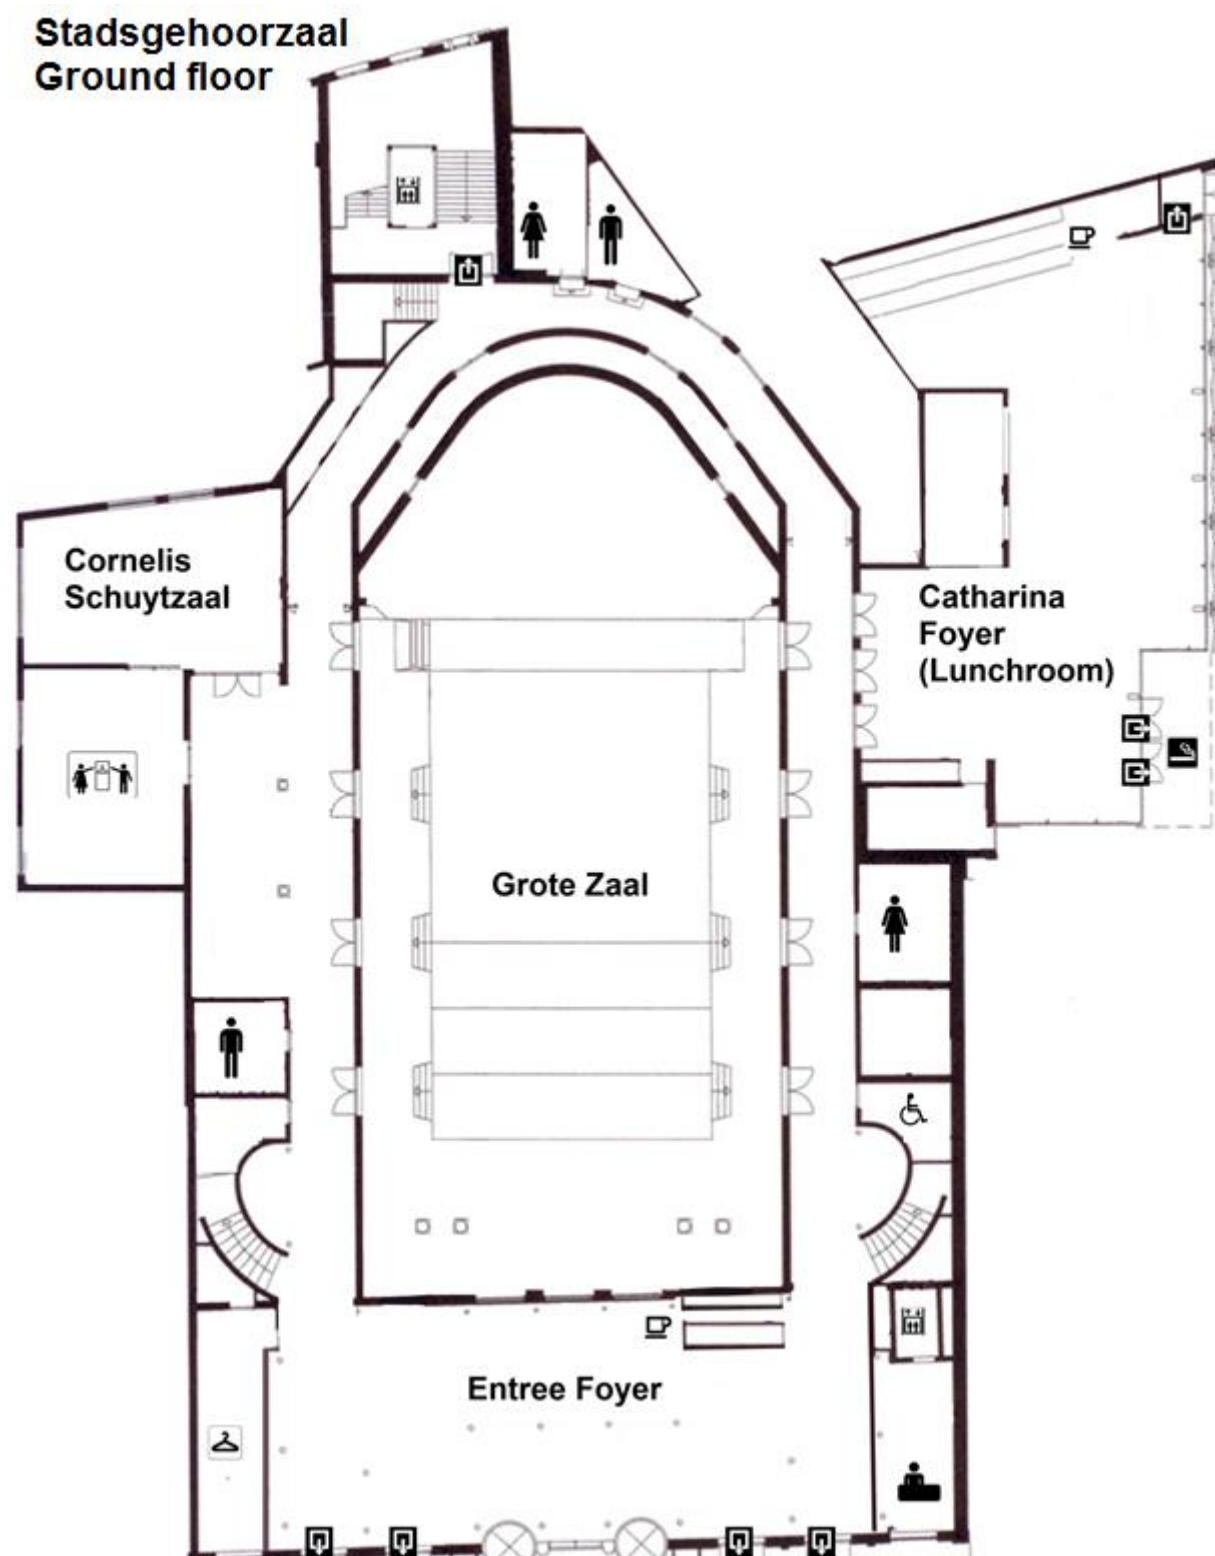 Stadsgehoorzaal
Ground floor
Cornelis
Schuytzaal
Catharina
Foyer
(Lunchroom)
Grote Zaal
Entree Foyer